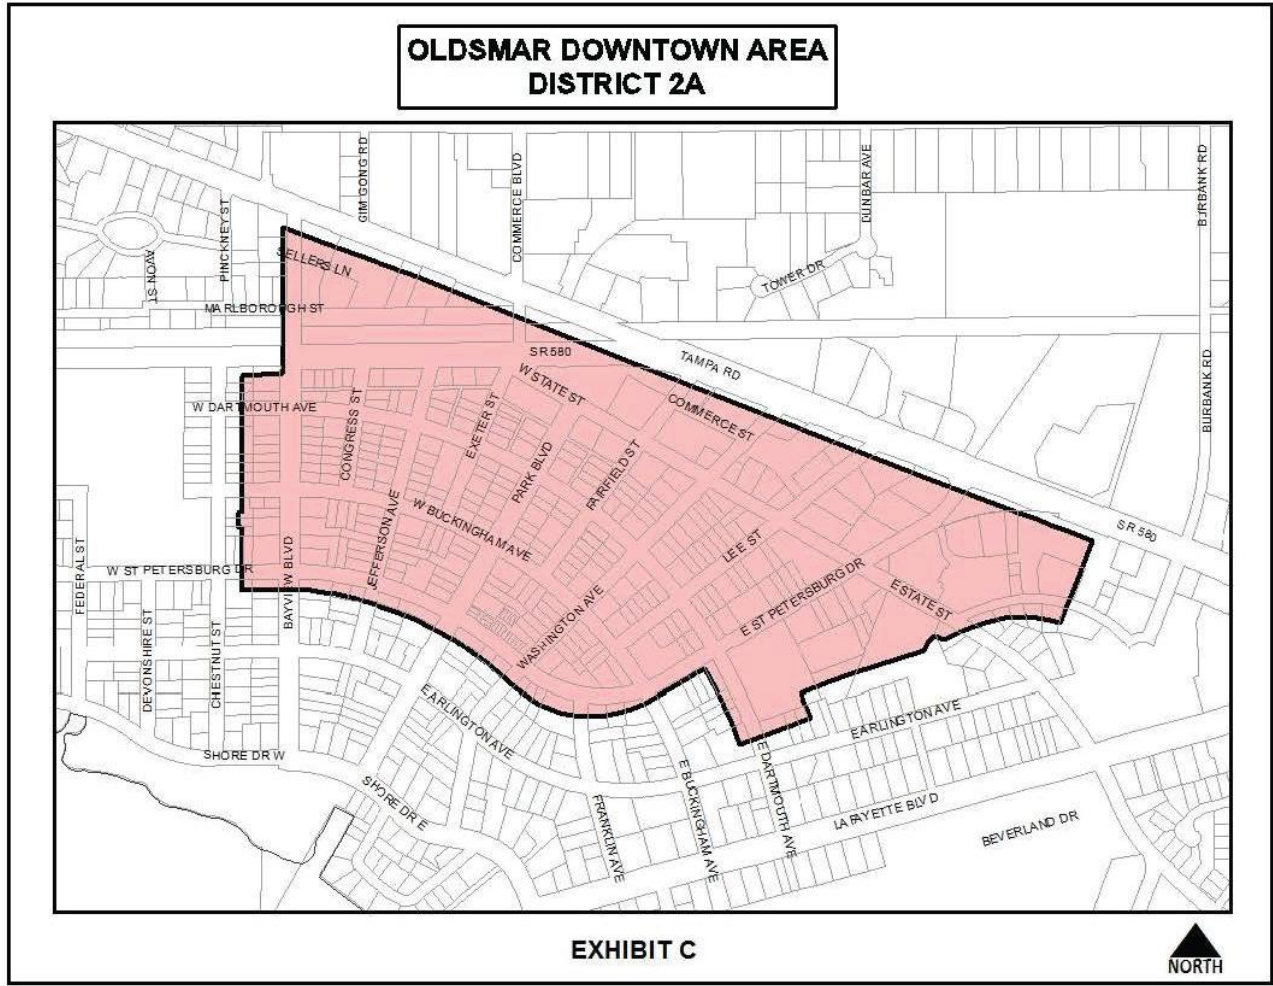 OLDSMAR DOWNTOWN AREA
DISTRICT 2A
GIM GONG RD
COMMERCE BLVD
DUNBAR AVE
BURBANK RD
PINCKNEY ST
AVON ST
SELLERS LN
TOWER DR
MARLBOROUGH ST
SR 580
TAMPA RD
W STATE ST
BURBANK RD
W DARTMOUTH AVE
CONGRESS ST
EXETER ST
COMMERCE ST
PARK BLVD
FAIRFIELD ST
JEFFERSON AVE
W BUCKINGHAM AVE
LEE ST
SR 580
FEDERAL ST
W ST PETERSBURG DR
BAYVIEW BLVD
E ST PETERSBURG DR
E STATE ST
WASHINGTON AVE
DEVONSHIRE ST
CHESTNUT ST
E ARLINGTON AVE
E ARLINGTON AVE
SHORE DR W
SHORE DR E
E BUCKINGHAM AVE
E DARTMOUTH AVE
FRANKLIN AVE
LAFAYETTE BLVD
BEVERLAND DR
EXHIBIT C
NORTH